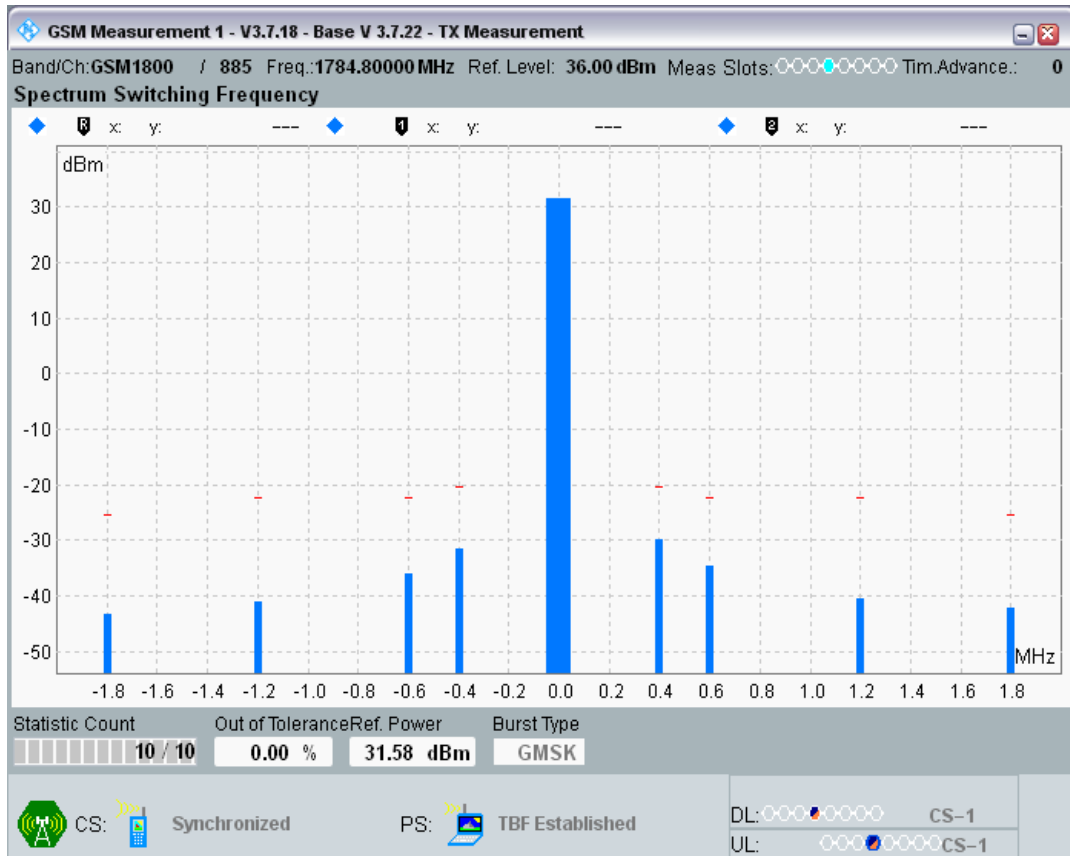 GSM Measurement 1 - V3.7.18 - Base V 3.7.22 - TX Measurement
Band/Ch:GSM1800 / 885 Freq.:1784.80000 MHz Ref. Level: 36.00 dBm Meas Slots: Tim.Advance.: 0
Spectrum Switching Frequency
R x: y: --- 1 x: y: --- 2 x: y: ---
dBm
30
20
10
0
-10
-20
-30
-40
-50
MHz
-1.8 -1.6 -1.4 -1.2 -1.0 -0.8 -0.6 -0.4 -0.2 0.0 0.2 0.4 0.6 0.8 1.0 1.2 1.4 1.6 1.8
Statistic Count Out of Tolerance Ref. Power Burst Type
10 / 10 0.00 % 31.58 dBm GMSK
CS: Synchronized PS: TBF Established DL: CS-1
UL: CS-1